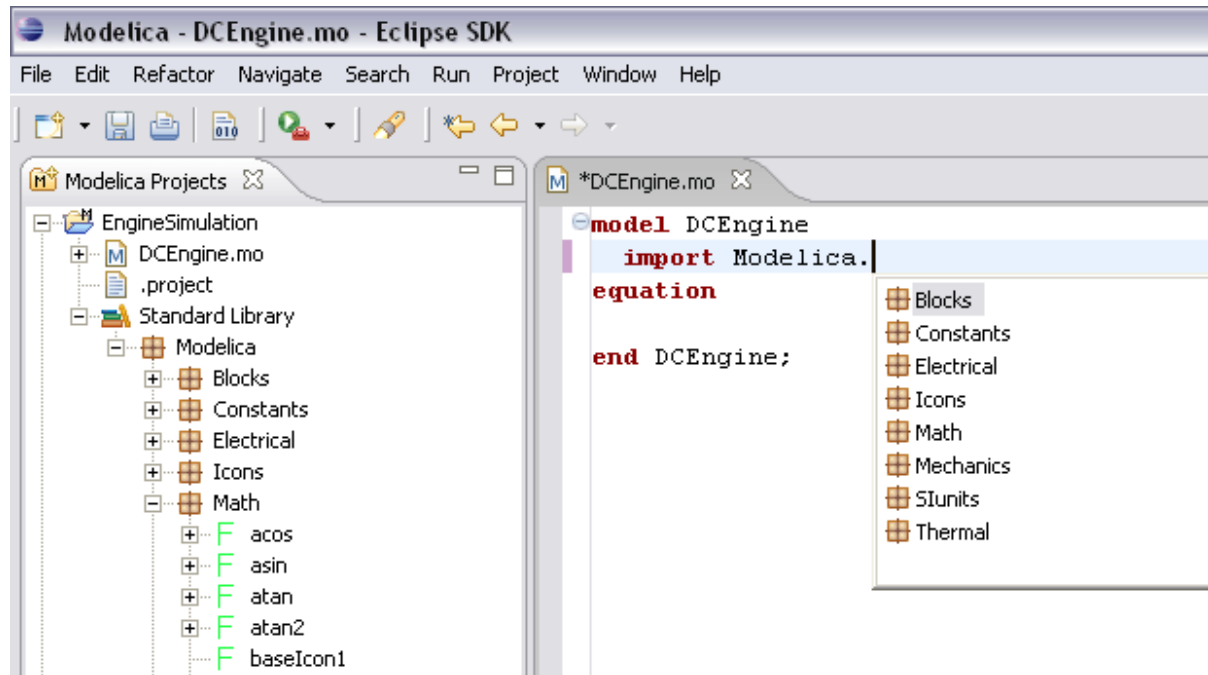 Modelica - DCEngine.mo - Eclipse SDK
File Edit Refactor Navigate Search Run Project Window Help
010
Modelica Projects
EngineSimulation
DCEngine.mo
.project
Standard Library
Modelica
Blocks
Constants
Electrical
Icons
Math
acos
asin
atan
atan2
baseIcon1
*DCEngine.mo
model DCEngine
import Modelica.
equation
end DCEngine;
Blocks
Constants
Electrical
Icons
Math
Mechanics
SIunits
Thermal